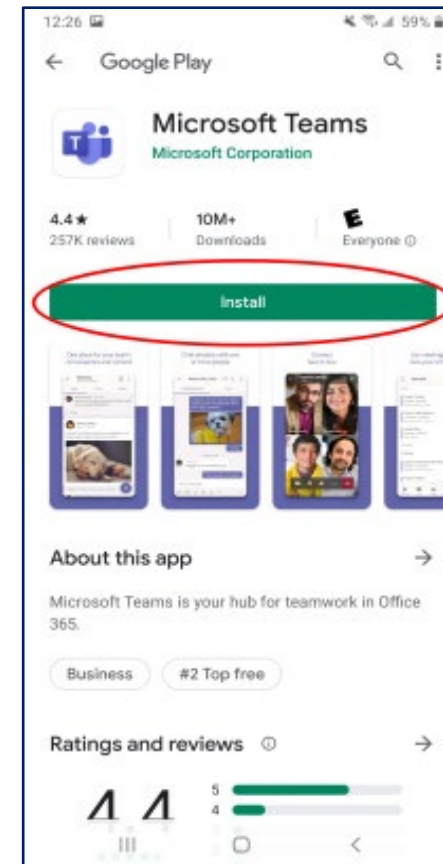 12:26
59%
Google Play
Microsoft Teams
Microsoft Corporation
4.4★
10M+
E
257K reviews
Downloads
Everyone
Install
About this app
Microsoft Teams is your hub for teamwork in Office
365.
Business
#2 Top free
Ratings and reviews
4.4
5
4